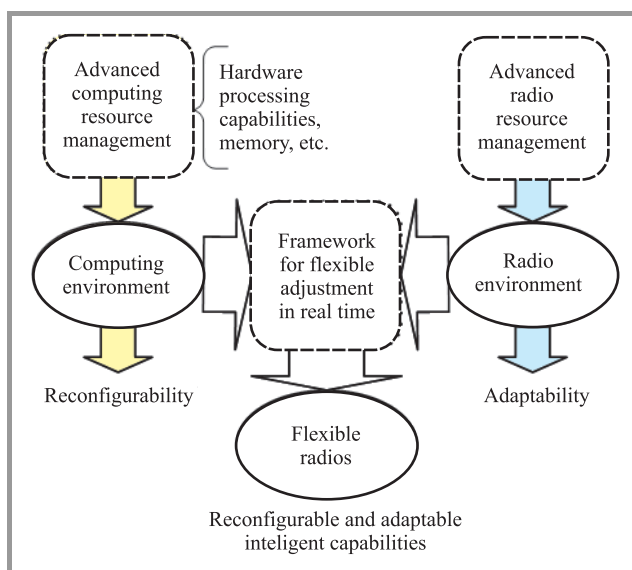 Advanced
computing
resource
management
Hardware
processing
capabilities,
memory, etc.
Advanced
radio
resource
management
Computing
environment
Framework
for flexible
adjustment
in real time
Radio
environment
Reconfigurability
Adaptability
Flexible
radios
Reconfigurable and adaptable
inteligent capabilities